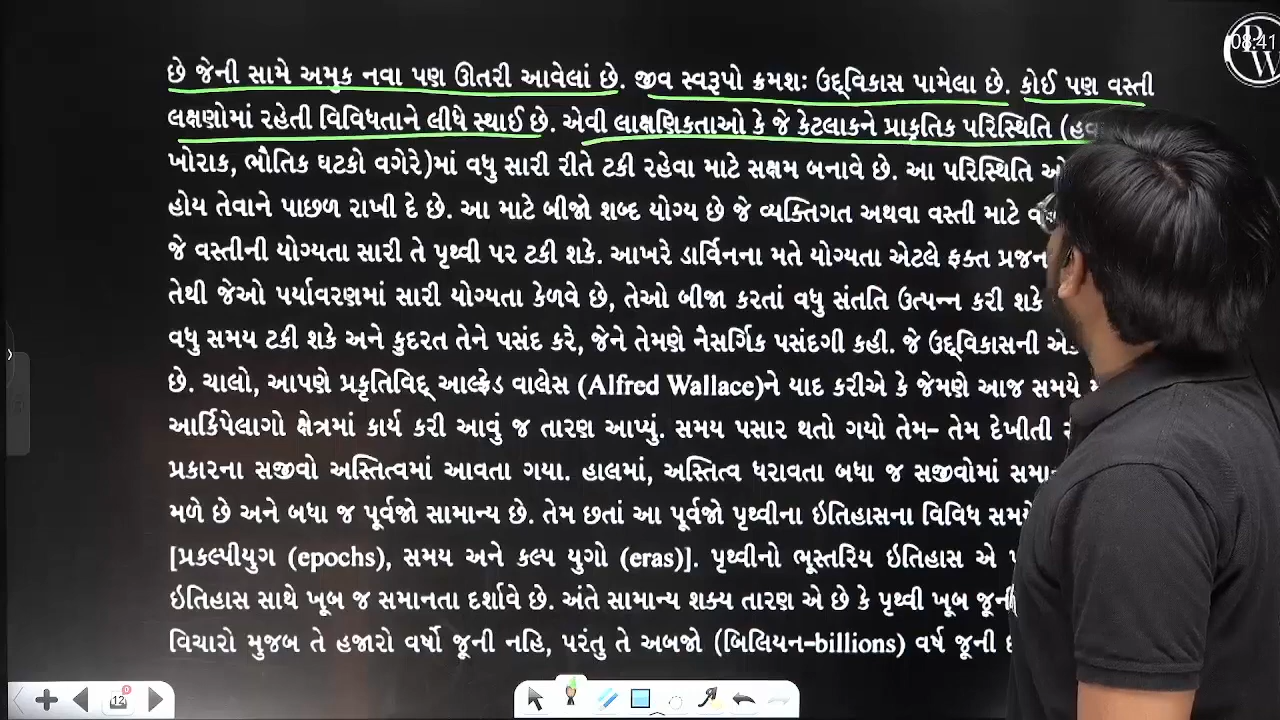 08:41
છે જેની સામે અમુક નવા પણ ઊતરી આવેલાં છે. જીવ સ્વરૂપો ક્રમશઃ ઉદ્દવિકાસ પામેલા છે. કોઈ પણ વસ્તી
લક્ષણોમાં રહેતી વિવિધતાને લીધે સ્થાઈ છે. એવી લાક્ષણિકતાઓ કે જે કેટલાકને પ્રાકૃતિક પરિસ્થિતિ
ખોરાક, ભૌતિક ઘટકો વગેરે)માં વધુ સારી રીતે ટકી રહેવા માટે સક્ષમ બનાવે છે. આ પરિસ્થિતિ
હોય તેવાને પાછળ રાખી દે છે. આ માટે બીજો શબ્દ યોગ્ય છે જે વ્યક્તિગત અથવા વસ્તી માટે
જે વસ્તીની યોગ્યતા સારી તે પૃથ્વી પર ટકી શકે. આખરે ડાર્વિનના મતે યોગ્યતા એટલે ફક્ત
તેથી જેઓ પર્યાવરણમાં સારી યોગ્યતા કેળવે છે, તેઓ બીજા કરતાં વધુ સંતતિ ઉત્પન્ન કરી શકે
વધુ સમય ટકી શકે અને કુદરત તેને પસંદ કરે, જેને તેમણે નૈસર્ગિક પસંદગી કહી. જે ઉદ્દવિકાસની
છે. ચાલો, આપણે પ્રકૃતિવિદ્ આલ્ફ્રેડ વાલેસ (Alfred Wallace)ને યાદ કરીએ કે જેમણે આજ સમયે
આર્કિપેલાગો ક્ષેત્રમાં કાર્ય કરી આવું જ તારણ આપ્યું. સમય પસાર થતો ગયો તેમ– તેમ દેખીતી
પ્રકારના સજીવો અસ્તિત્વમાં આવતા ગયા. હાલમાં, અસ્તિત્વ ધરાવતા બધા જ સજીવોમાં
મળે છે અને બધા જ પૂર્વજો સામાન્ય છે. તેમ છતાં આ પૂર્વજો પૃથ્વીના ઇતિહાસના વિવિધ
[પ્રકલ્પીયુગ (epochs), સમય અને કલ્પ યુગો (eras)]. પૃથ્વીનો ભૂસ્તરિય ઇતિહાસ એ
ઇતિહાસ સાથે ખૂબ જ સમાનતા દર્શાવે છે. અંતે સામાન્ય શક્ય તારણ એ છે કે પૃથ્વી ખૂબ
વિચારો મુજબ તે હજારો વર્ષો જૂની નહિ, પરંતુ તે અબજો (બિલિયન–billions) વર્ષ જૂની
12